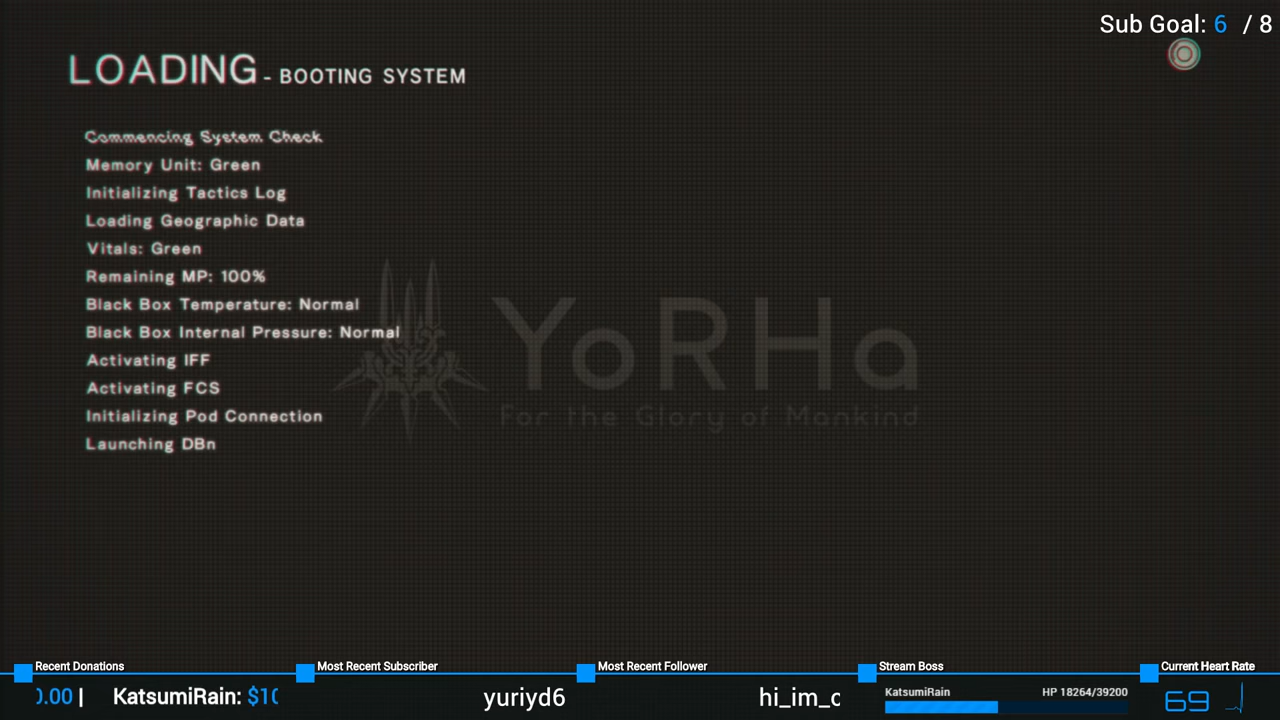 Sub Goal: 6 / 8
LOADING - BOOTING SYSTEM
Commencing System Check
Memory Unit: Green
Initializing Tactics Log
Loading Geographic Data
Vitals: Green
Remaining MP: 100%
Black Box Temperature: Normal
Black Box Internal Pressure: Normal
Activating IFF
Activating FCS
Initializing Pod Connection
Launching DBn
YoRHa
For the Glory of Mankind
Recent Donations
0.00 | KatsumiRain: $10
Most Recent Subscriber
yuriyd6
Most Recent Follower
hi_im_c
Stream Boss
KatsumiRain HP 18264/39200
Current Heart Rate
69